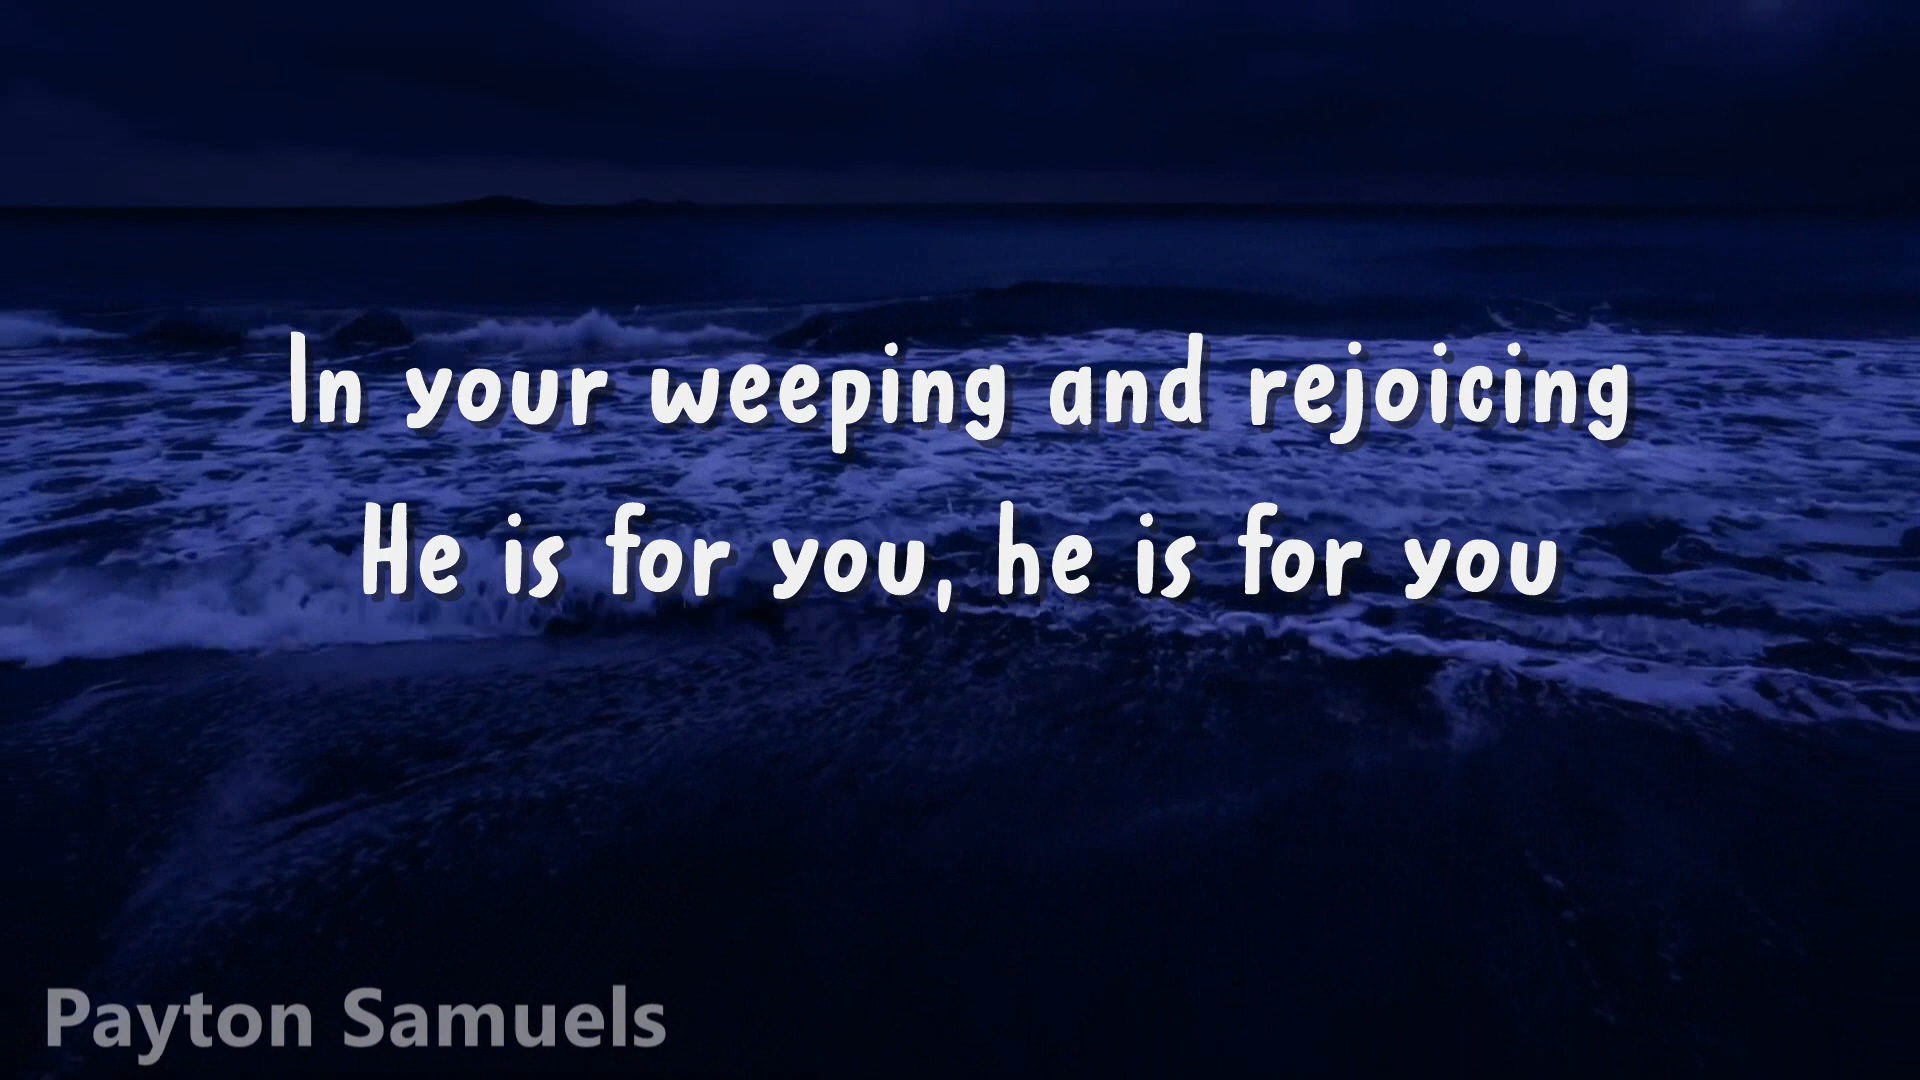 In your weeping and rejoicing
He is for you, he is for you
Payton Samuels